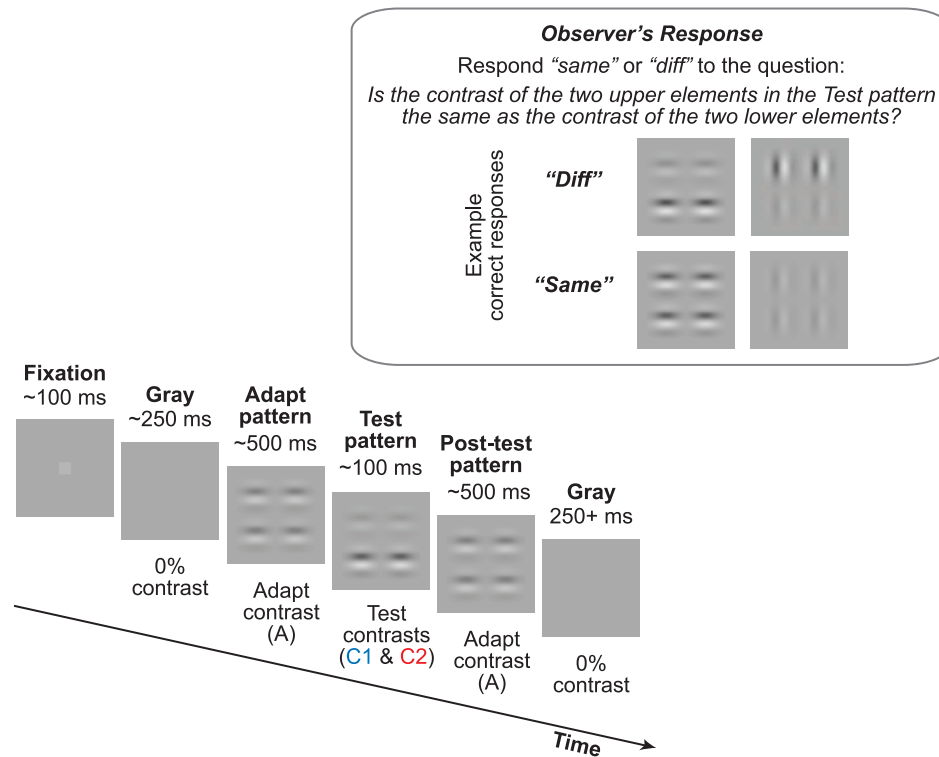 Observer’s Response
Respond “same” or “diff” to the question:
Is the contrast of the two upper elements in the Test pattern
the same as the contrast of the two lower elements?
Example
correct responses
“Diff”
“Same”
Fixation
~100 ms
Gray
~250 ms
0%
contrast
Adapt
pattern
~500 ms
Adapt
contrast
(A)
Test
pattern
~100 ms
Test
contrasts
(C1 & C2)
Post-test
pattern
~500 ms
Adapt
contrast
(A)
Gray
250+ ms
0%
contrast
Time